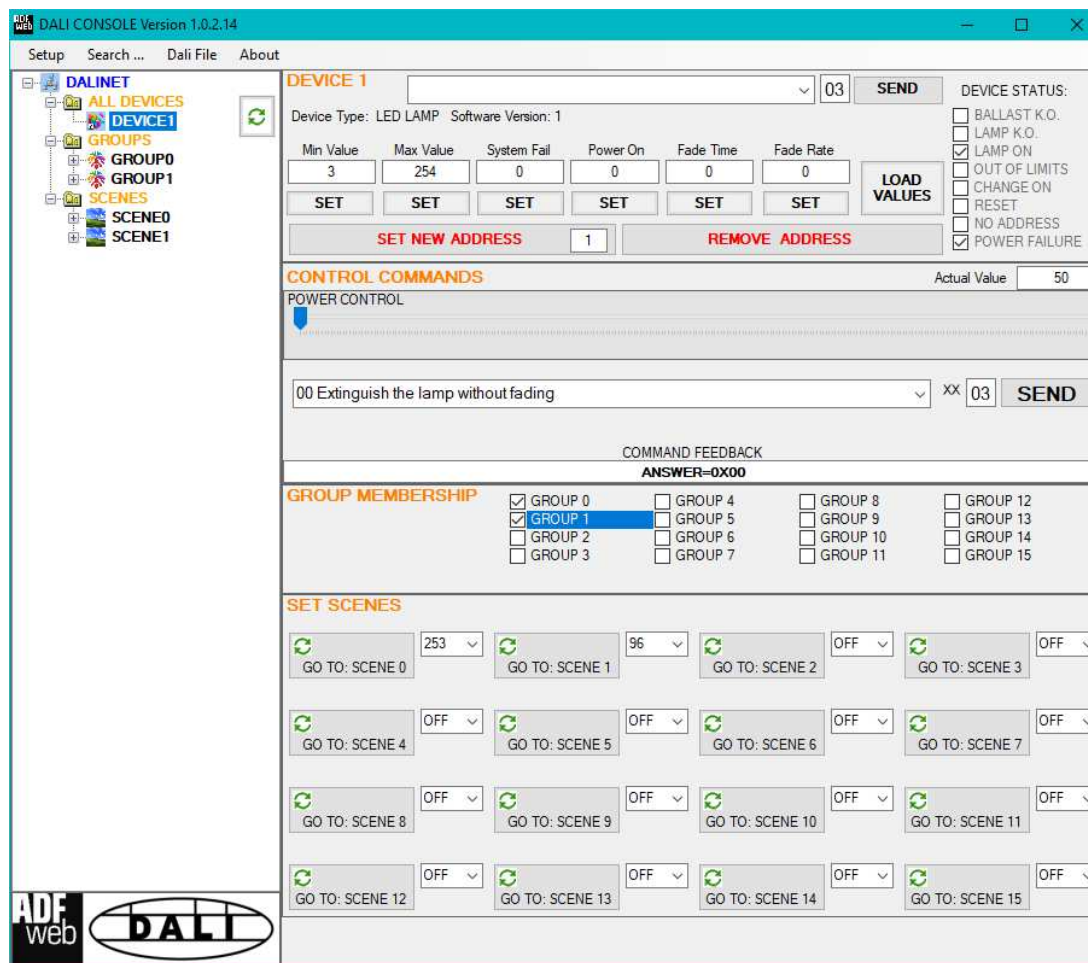 ADF web DALI CONSOLE Version 1.0.2.14
Setup Search ... Dali File About
DALINET
ALL DEVICES
DEVICE1
GROUPS
GROUP0
GROUP1
SCENES
SCENE0
SCENE1
DEVICE 1 03 SEND
Device Type: LED LAMP Software Version: 1
Min Value Max Value System Fail Power On Fade Time Fade Rate
3 254 0 0 0 0
SET SET SET SET SET SET
LOAD
VALUES
SET NEW ADDRESS 1 REMOVE ADDRESS
DEVICE STATUS:
BALLAST K.O.
LAMP K.O.
LAMP ON
OUT OF LIMITS
CHANGE ON
RESET
NO ADDRESS
POWER FAILURE
CONTROL COMMANDS Actual Value 50
POWER CONTROL
00 Extinguish the lamp without fading XX 03 SEND
COMMAND FEEDBACK
ANSWER=0X00
GROUP MEMBERSHIP
GROUP 0 GROUP 4 GROUP 8 GROUP 12
GROUP 1 GROUP 5 GROUP 9 GROUP 13
GROUP 2 GROUP 6 GROUP 10 GROUP 14
GROUP 3 GROUP 7 GROUP 11 GROUP 15
SET SCENES
253 96 OFF OFF
GO TO: SCENE 0 GO TO: SCENE 1 GO TO: SCENE 2 GO TO: SCENE 3
OFF OFF OFF OFF
GO TO: SCENE 4 GO TO: SCENE 5 GO TO: SCENE 6 GO TO: SCENE 7
OFF OFF OFF OFF
GO TO: SCENE 8 GO TO: SCENE 9 GO TO: SCENE 10 GO TO: SCENE 11
OFF OFF OFF OFF
GO TO: SCENE 12 GO TO: SCENE 13 GO TO: SCENE 14 GO TO: SCENE 15
ADF
web
DALI